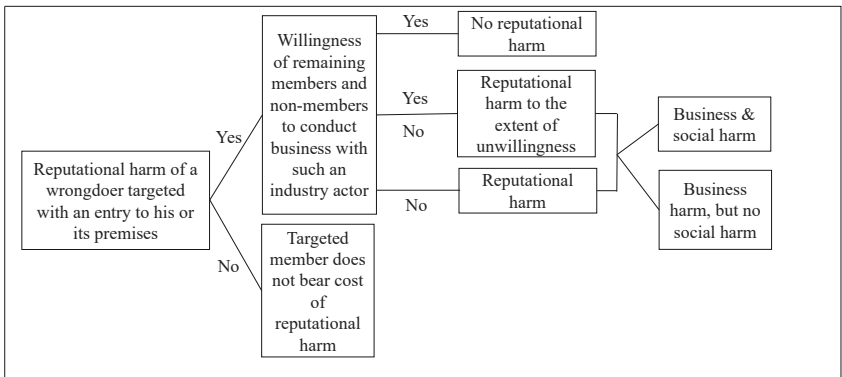 Reputational harm of a
wrongdoer targeted
with an entry to his or
its premises
Yes
No
Willingness
of remaining
members and
non-members
to conduct
business with
such an
industry actor
Targeted
member does
not bear cost
of
reputational
harm
Yes
Yes
No
No
No reputational
harm
Reputational
harm to the
extent of
unwillingness
Reputational
harm
Business &
social harm
Business
harm, but no
social harm